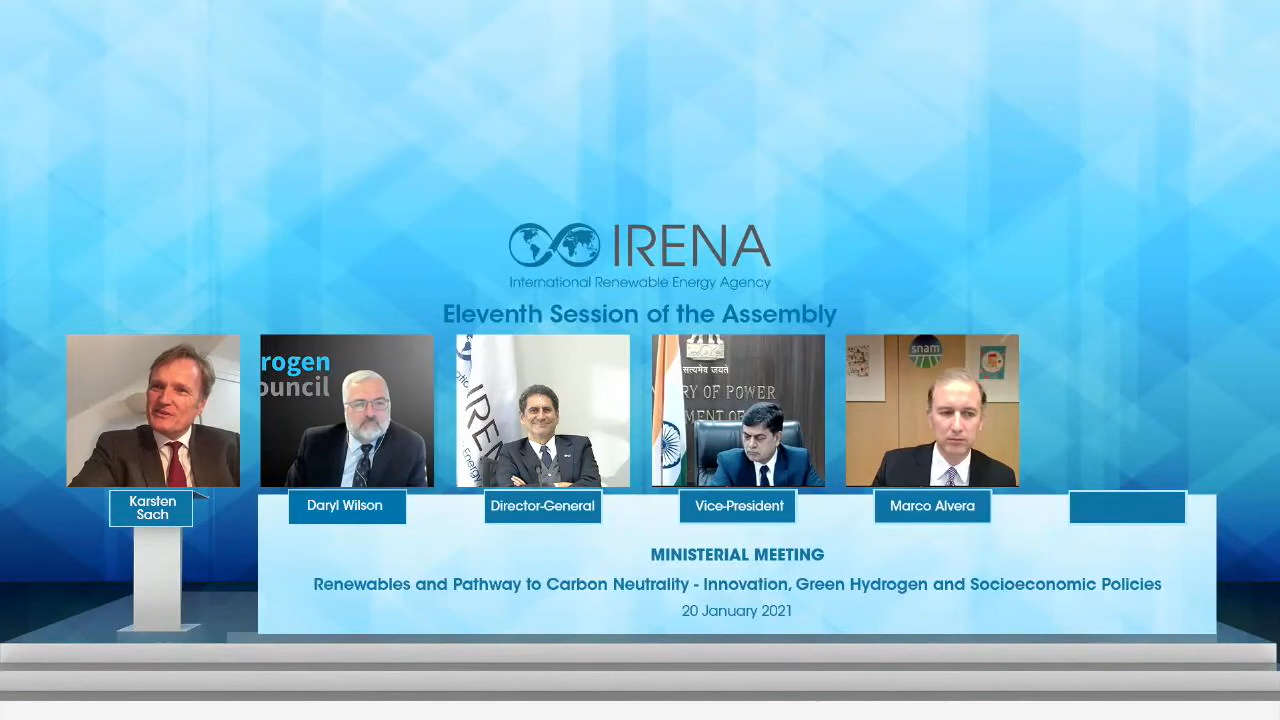 IRENA
International Renewable Energy Agency
Eleventh Session of the Assembly
rogen
ouncil
IREN
Energy
सत्यमेव जयते
RY OF POWER
MENT OF
snam
Karsten
Sach
Daryl Wilson
Director-General
Vice-President
Marco Alvera
MINISTERIAL MEETING
Renewables and Pathway to Carbon Neutrality - Innovation, Green Hydrogen and Socioeconomic Policies
20 January 2021